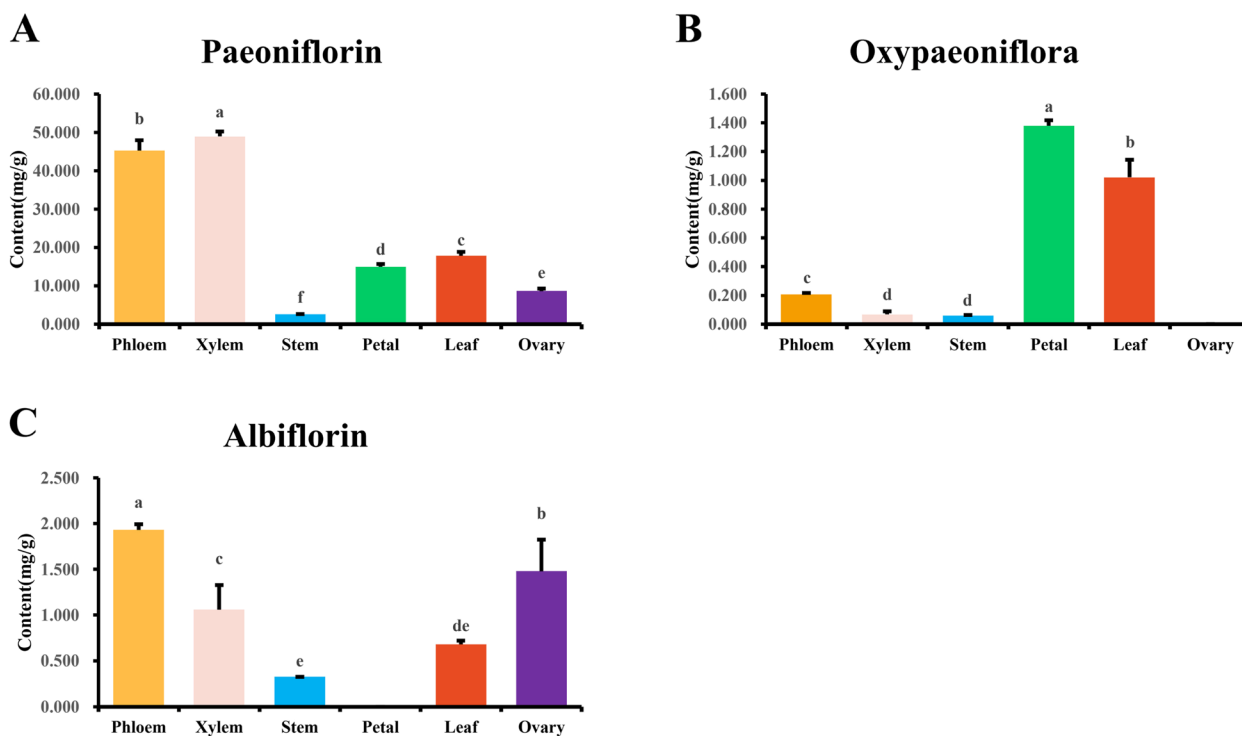 A
Paeoniflorin
Content(mg/g)
60.000
50.000
40.000
30.000
20.000
10.000
0.000
b
a
f
d
c
e
Phloem Xylem Stem Petal Leaf Ovary
B
Oxypaeoniflora
Content(mg/g)
1.600
1.400
1.200
1.000
0.800
0.600
0.400
0.200
0.000
c
d
d
a
b
Phloem Xylem Stem Petal Leaf Ovary
C
Albiflorin
Content(mg/g)
2.500
2.000
1.500
1.000
0.500
0.000
a
c
e
de
b
Phloem Xylem Stem Petal Leaf Ovary